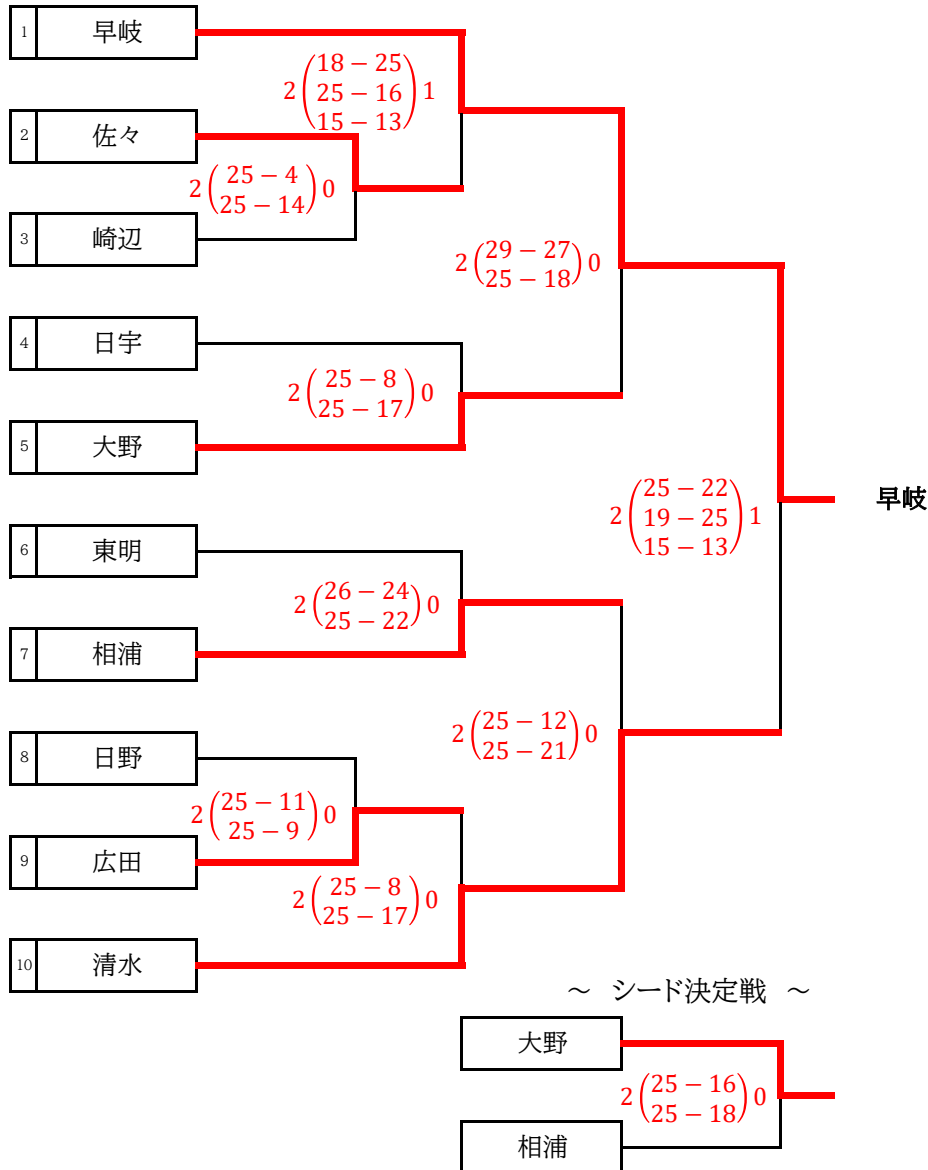 1 早岐
2(18 − 25
25 − 16
15 − 13)1
2 佐々
2(25 − 4
25 − 14)0
3 崎辺
2(29 − 27
25 − 18)0
4 日宇
2(25 − 8
25 − 17)0
5 大野
2(25 − 22
19 − 25
15 − 13)1
早岐
6 東明
2(26 − 24
25 − 22)0
7 相浦
2(25 − 12
25 − 21)0
8 日野
2(25 − 11
25 − 9)0
9 広田
2(25 − 8
25 − 17)0
10 清水
～ シード決定戦 ～
大野
2(25 − 16
25 − 18)0
相浦